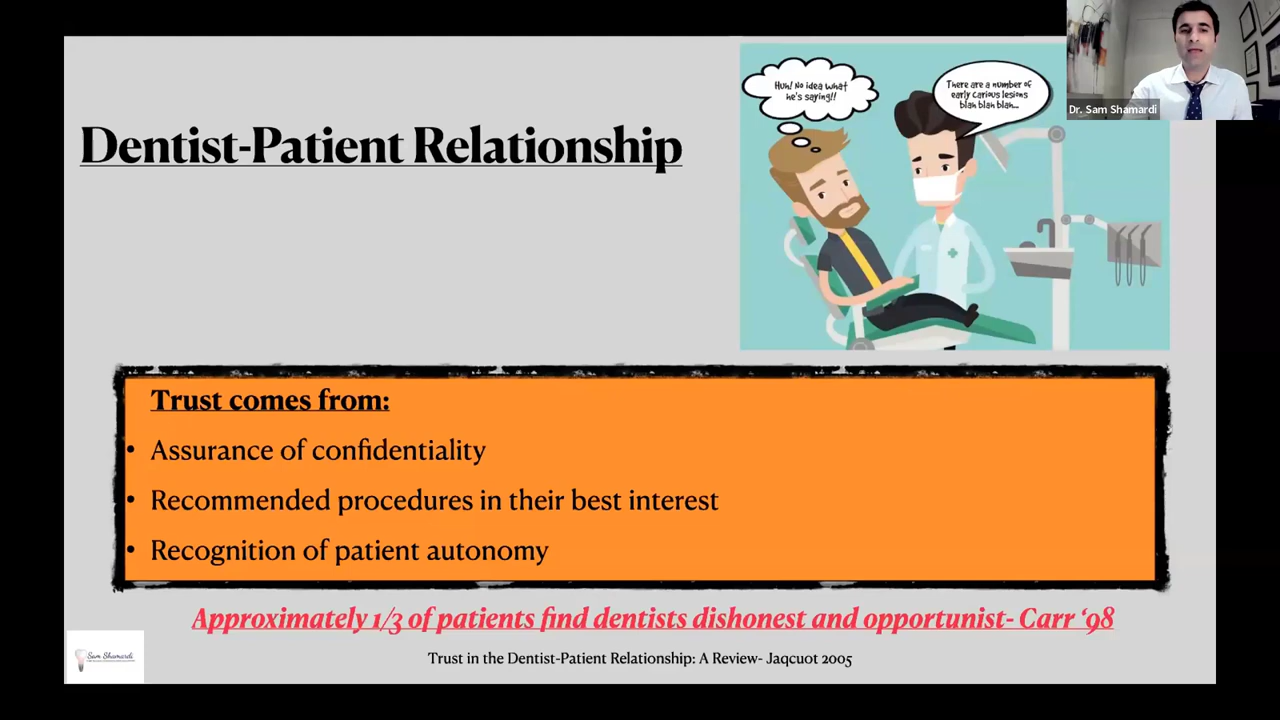 Dentist-Patient Relationship
Huh! No idea what
he's saying!!
There are a number of
early carious lesions
blah blah blah...
Dr. Sam Shamardi
Trust comes from:
• Assurance of confidentiality
• Recommended procedures in their best interest
• Recognition of patient autonomy
Approximately 1/3 of patients find dentists dishonest and opportunist- Carr ‘98
Sam Shamardi
Trust in the Dentist-Patient Relationship: A Review- Jaqcuot 2005